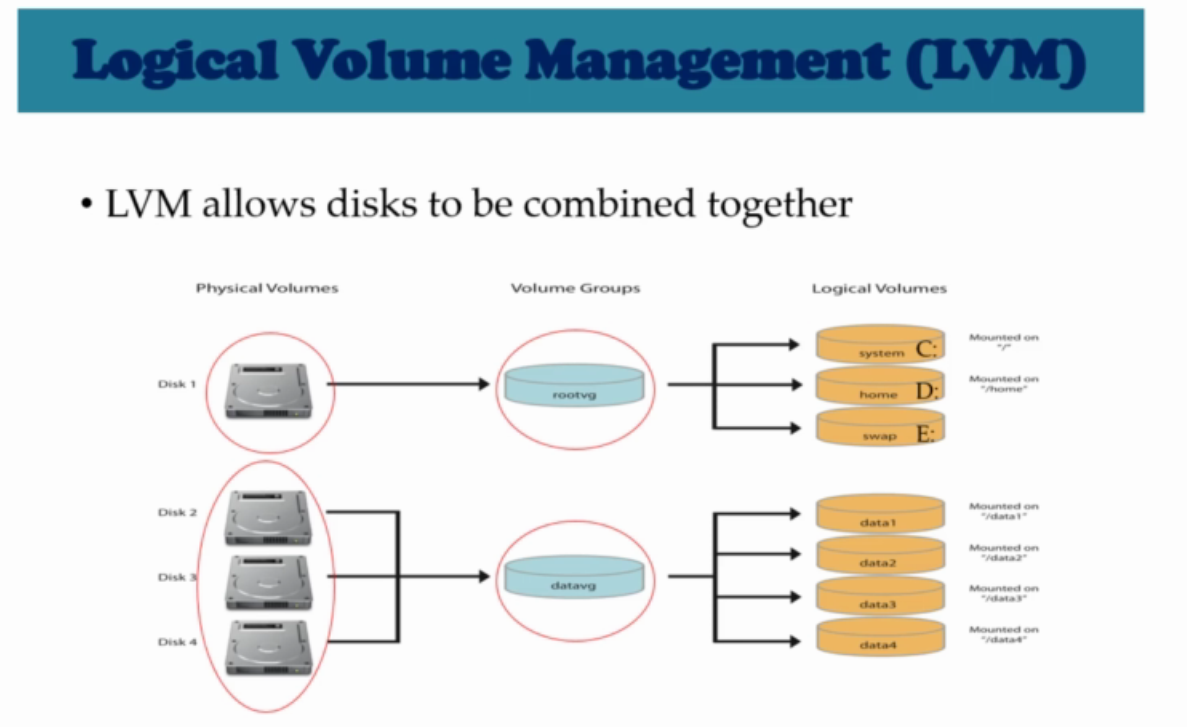 Logical Volume Management (LVM)
• LVM allows disks to be combined together
Physical Volumes
Volume Groups
Logical Volumes
Disk 1
rootvg
system C:
Mounted on
"/"
home D:
Mounted on
"/home"
swap E:
Disk 2
Disk 3
Disk 4
datavg
data1
Mounted on
"/data1"
data2
Mounted on
"/data2"
data3
Mounted on
"/data3"
data4
Mounted on
"/data4"